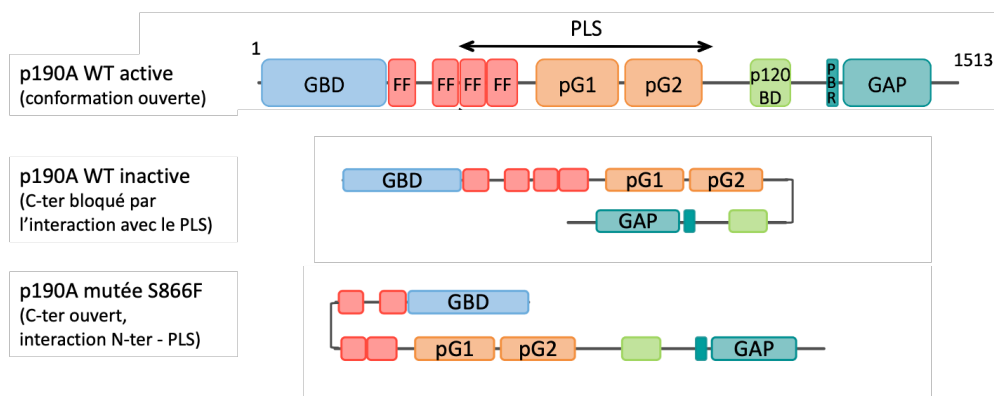 PLS
1
1513
p190A WT active
(conformation ouverte)
GBD
FF
FF
FF
FF
pG1
pG2
p120
BD
P
B
R
GAP
p190A WT inactive
(C-ter bloqué par
l'interaction avec le PLS)
GBD
pG1
pG2
GAP
p190A mutée S866F
(C-ter ouvert,
interaction N-ter - PLS)
GBD
pG1
pG2
GAP